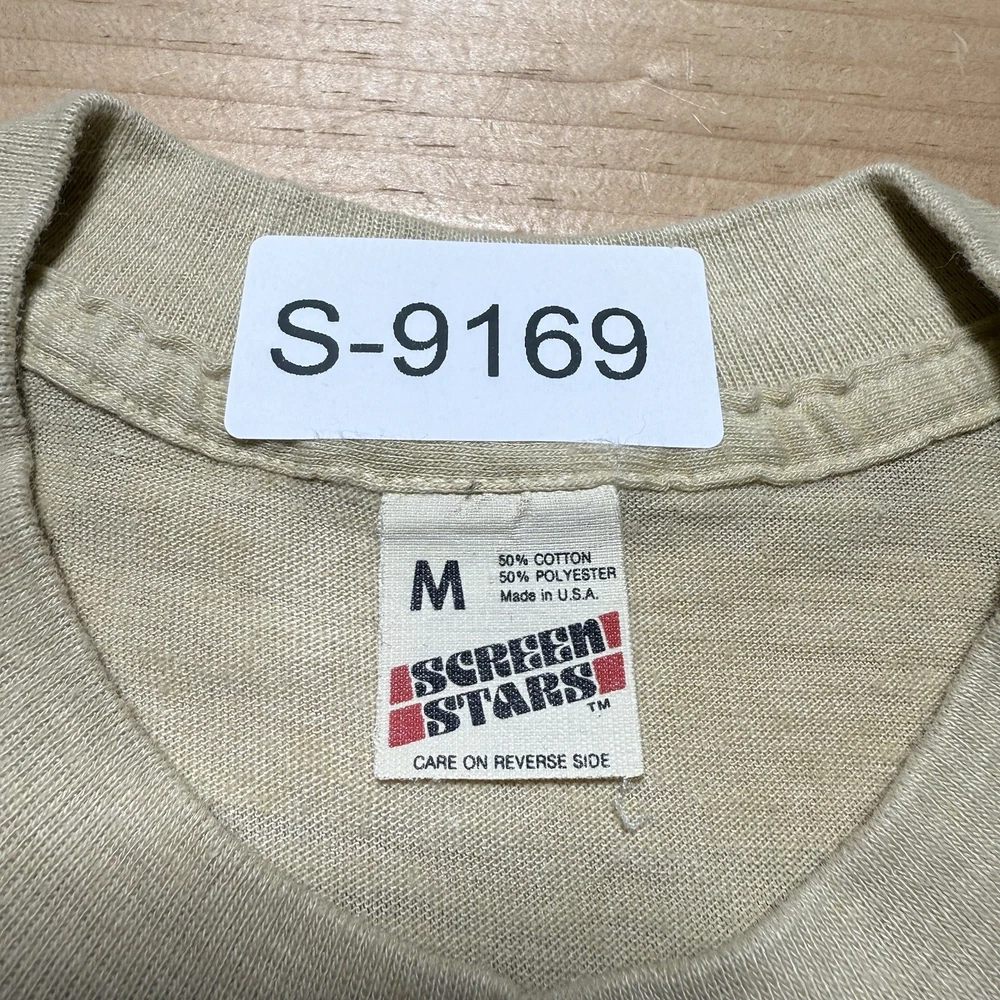 S-9169
M
50% COTTON
50% POLYESTER
Made in U.S.A.
SCREEN
STARS
TM
CARE ON REVERSE SIDE